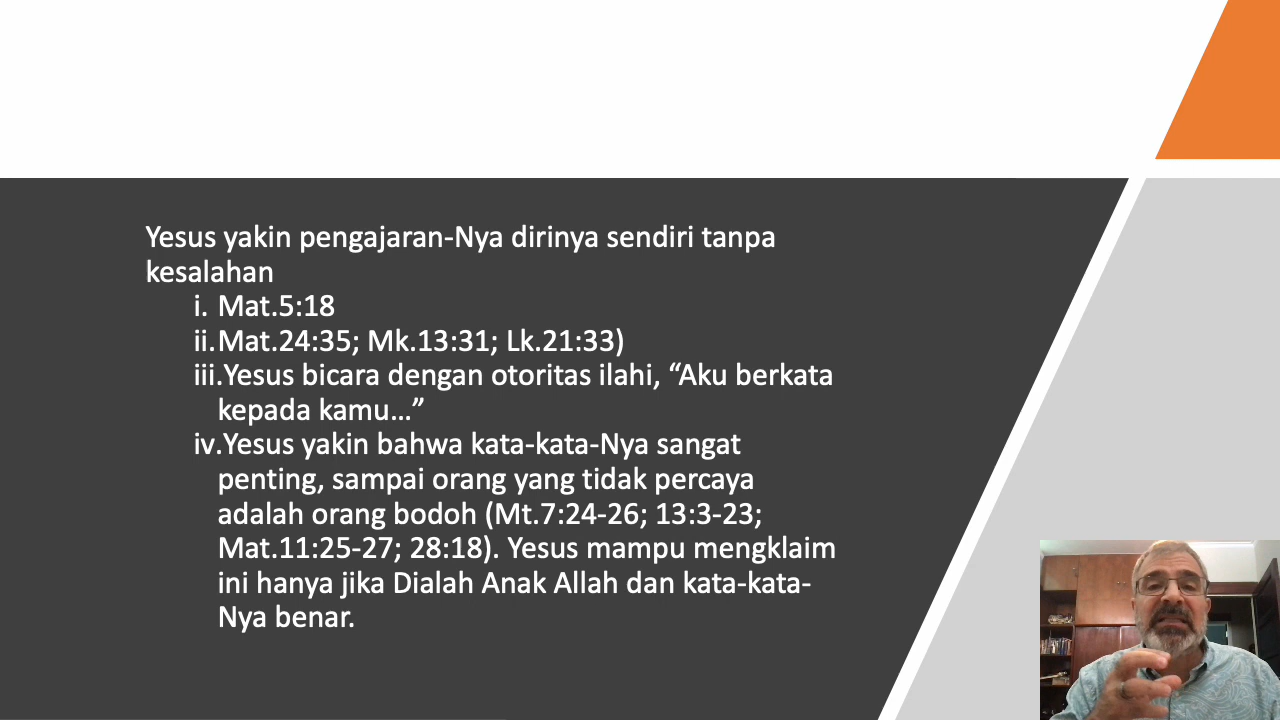 Yesus yakin pengajaran-Nya dirinya sendiri tanpa
kesalahan
i. Mat.5:18
ii.Mat.24:35; Mk.13:31; Lk.21:33)
iii.Yesus bicara dengan otoritas ilahi, “Aku berkata
kepada kamu…”
iv.Yesus yakin bahwa kata-kata-Nya sangat
penting, sampai orang yang tidak percaya
adalah orang bodoh (Mt.7:24-26; 13:3-23;
Mat.11:25-27; 28:18). Yesus mampu mengklaim
ini hanya jika Dialah Anak Allah dan kata-kata-
Nya benar.